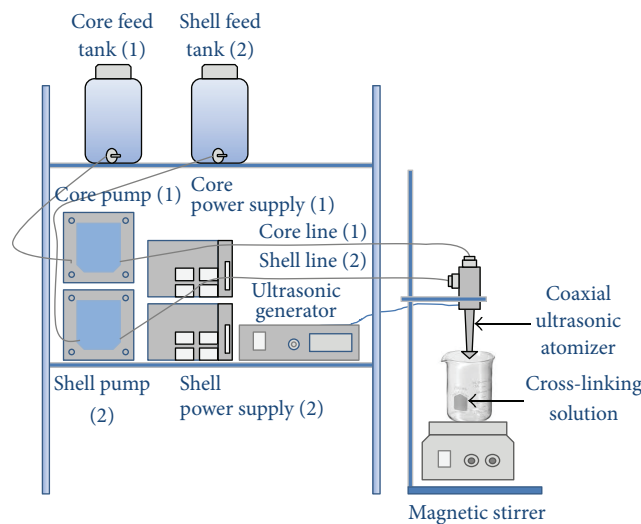 Core feed
tank (1)
Shell feed
tank (2)
Core pump (1)
Core
power supply (1)
Core line (1)
Shell line (2)
Ultrasonic
generator
Coaxial
ultrasonic
atomizer
Cross-linking
solution
Shell pump
(2)
Shell
power supply (2)
Magnetic stirrer